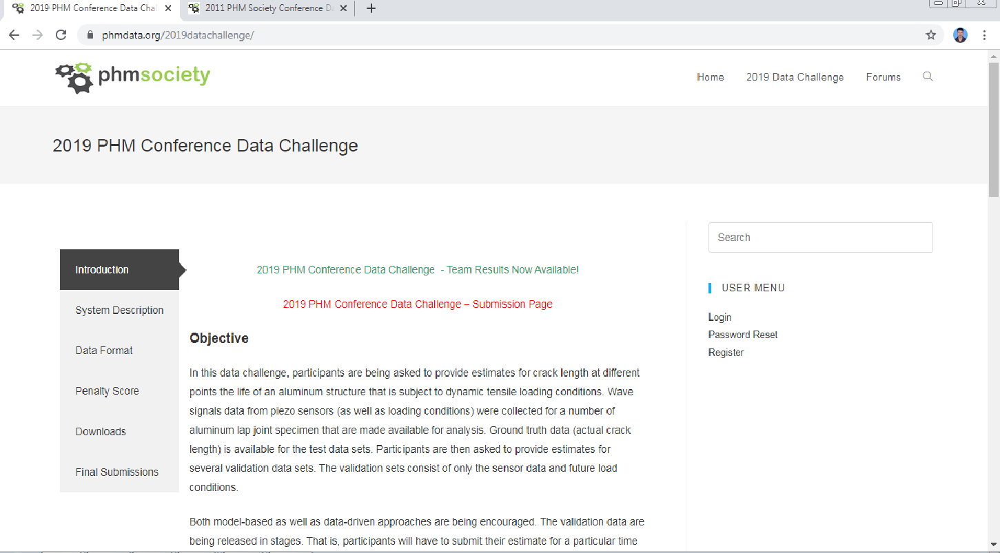 2019 PHM Conference Data Chal
2011 PHM Society Conference D
phmdata.org/2019datachallenge/
phmsociety
Home
2019 Data Challenge
Forums
2019 PHM Conference Data Challenge
Introduction
System Description
Data Format
Penalty Score
Downloads
Final Submissions
2019 PHM Conference Data Challenge - Team Results Now Available!
2019 PHM Conference Data Challenge – Submission Page
Objective
In this data challenge, participants are being asked to provide estimates for crack length at different
points the life of an aluminum structure that is subject to dynamic tensile loading conditions. Wave
signals data from piezo sensors (as well as loading conditions) were collected for a number of
aluminum lap joint specimen that are made available for analysis. Ground truth data (actual crack
length) is available for the test data sets. Participants are then asked to provide estimates for
several validation data sets. The validation sets consist of only the sensor data and future load
conditions.
Both model-based as well as data-driven approaches are being encouraged. The validation data are
being released in stages. That is, participants will have to submit their estimate for a particular time
Search
USER MENU
Login
Password Reset
Register